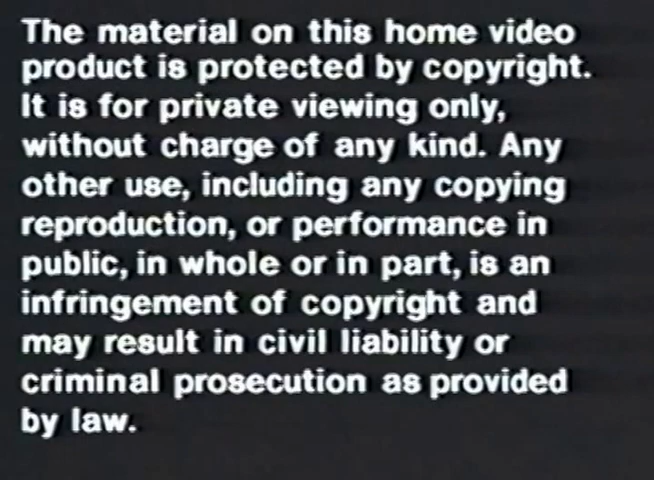 The material on this home video
product is protected by copyright.
It is for private viewing only,
without charge of any kind. Any
other use, including any copying
reproduction, or performance in
public, in whole or in part, is an
infringement of copyright and
may result in civil liability or
criminal prosecution as provided
by law.